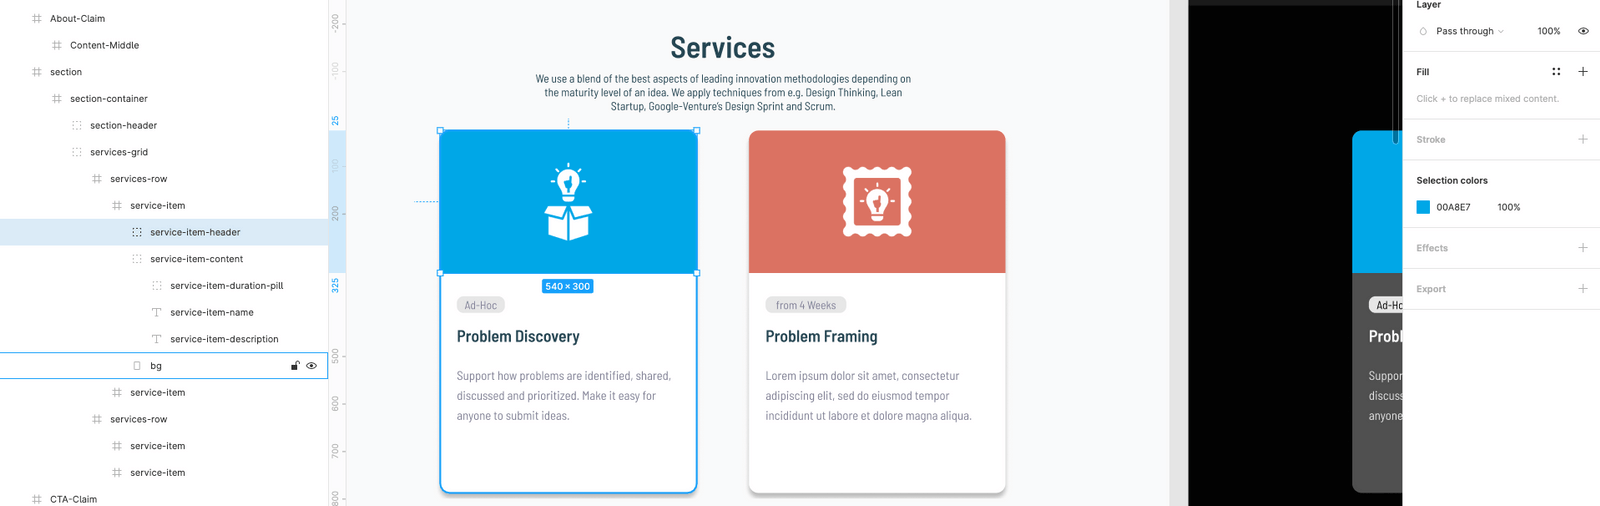 About-Claim
Content-Middle
section
section-container
section-header
services-grid
services-row
service-item
service-item-header
service-item-content
service-item-duration-pill
service-item-name
service-item-description
bg
service-item
services-row
service-item
service-item
CTA-Claim
-200
-100
25
100
200
325
500
600
700
800
Services
We use a blend of the best aspects of leading innovation methodologies depending on
the maturity level of an idea. We apply techniques from e.g. Design Thinking, Lean
Startup, Google-Venture's Design Sprint and Scrum.
540 × 300
Ad-Hoc
Problem Discovery
Support how problems are identified, shared,
discussed and prioritized. Make it easy for
anyone to submit ideas.
from 4 Weeks
Problem Framing
Lorem ipsum dolor sit amet, consectetur
adipiscing elit, sed do eiusmod tempor
incididunt ut labore et dolore magna aliqua.
Ad-Ho
Probl
Suppor
discuss
anyone
Layer
Pass through
100%
Fill
Click + to replace mixed content.
Stroke
Selection colors
00A8E7
100%
Effects
Export